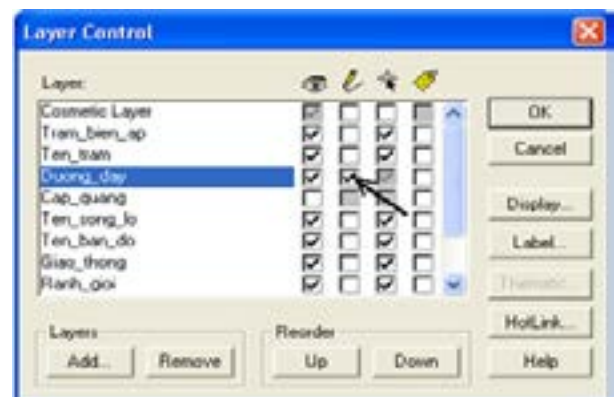 Layer Control
Layer:
Cosmetic Layer
Tram_bien_ap
Ten_tram
Duong_day
Cap_quang
Ten_song_lo
Ten_ban_do
Giao_thong
Ranh_gioi
OK
Cancel
Display...
Label...
Thematic...
HotLink...
Help
Layers
Add...
Remove
Reorder
Up
Down